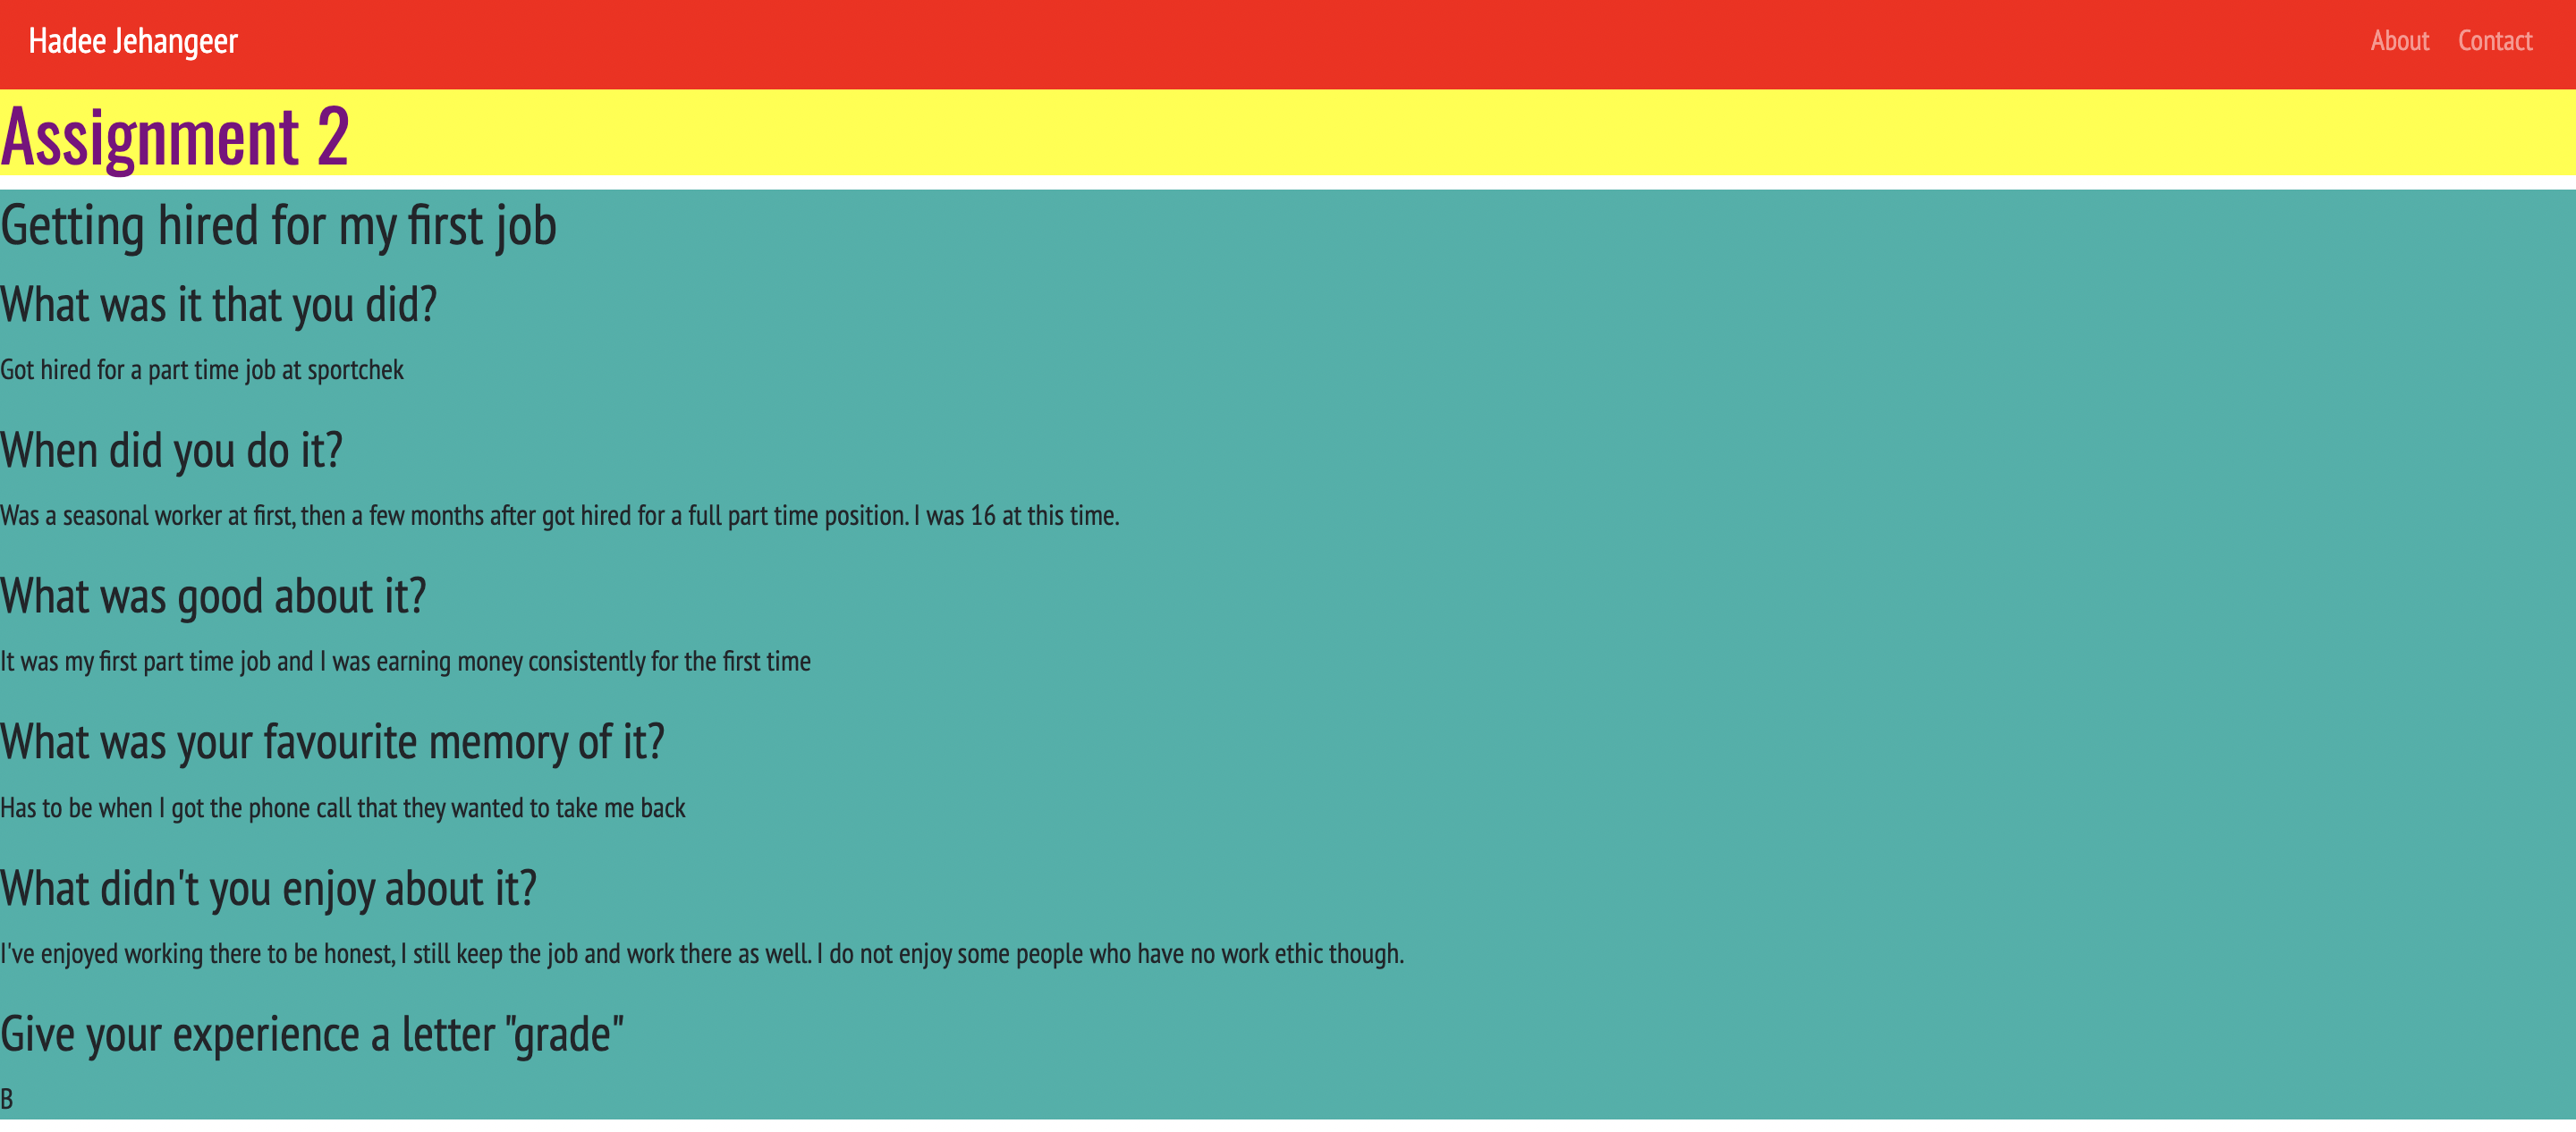 Hadee Jehangeer
About Contact
Assignment 2
Getting hired for my first job
What was it that you did?
Got hired for a part time job at sportchek
When did you do it?
Was a seasonal worker at first, then a few months after got hired for a full part time position. I was 16 at this time.
What was good about it?
It was my first part time job and I was earning money consistently for the first time
What was your favourite memory of it?
Has to be when I got the phone call that they wanted to take me back
What didn't you enjoy about it?
I've enjoyed working there to be honest, I still keep the job and work there as well. I do not enjoy some people who have no work ethic though.
Give your experience a letter "grade"
B